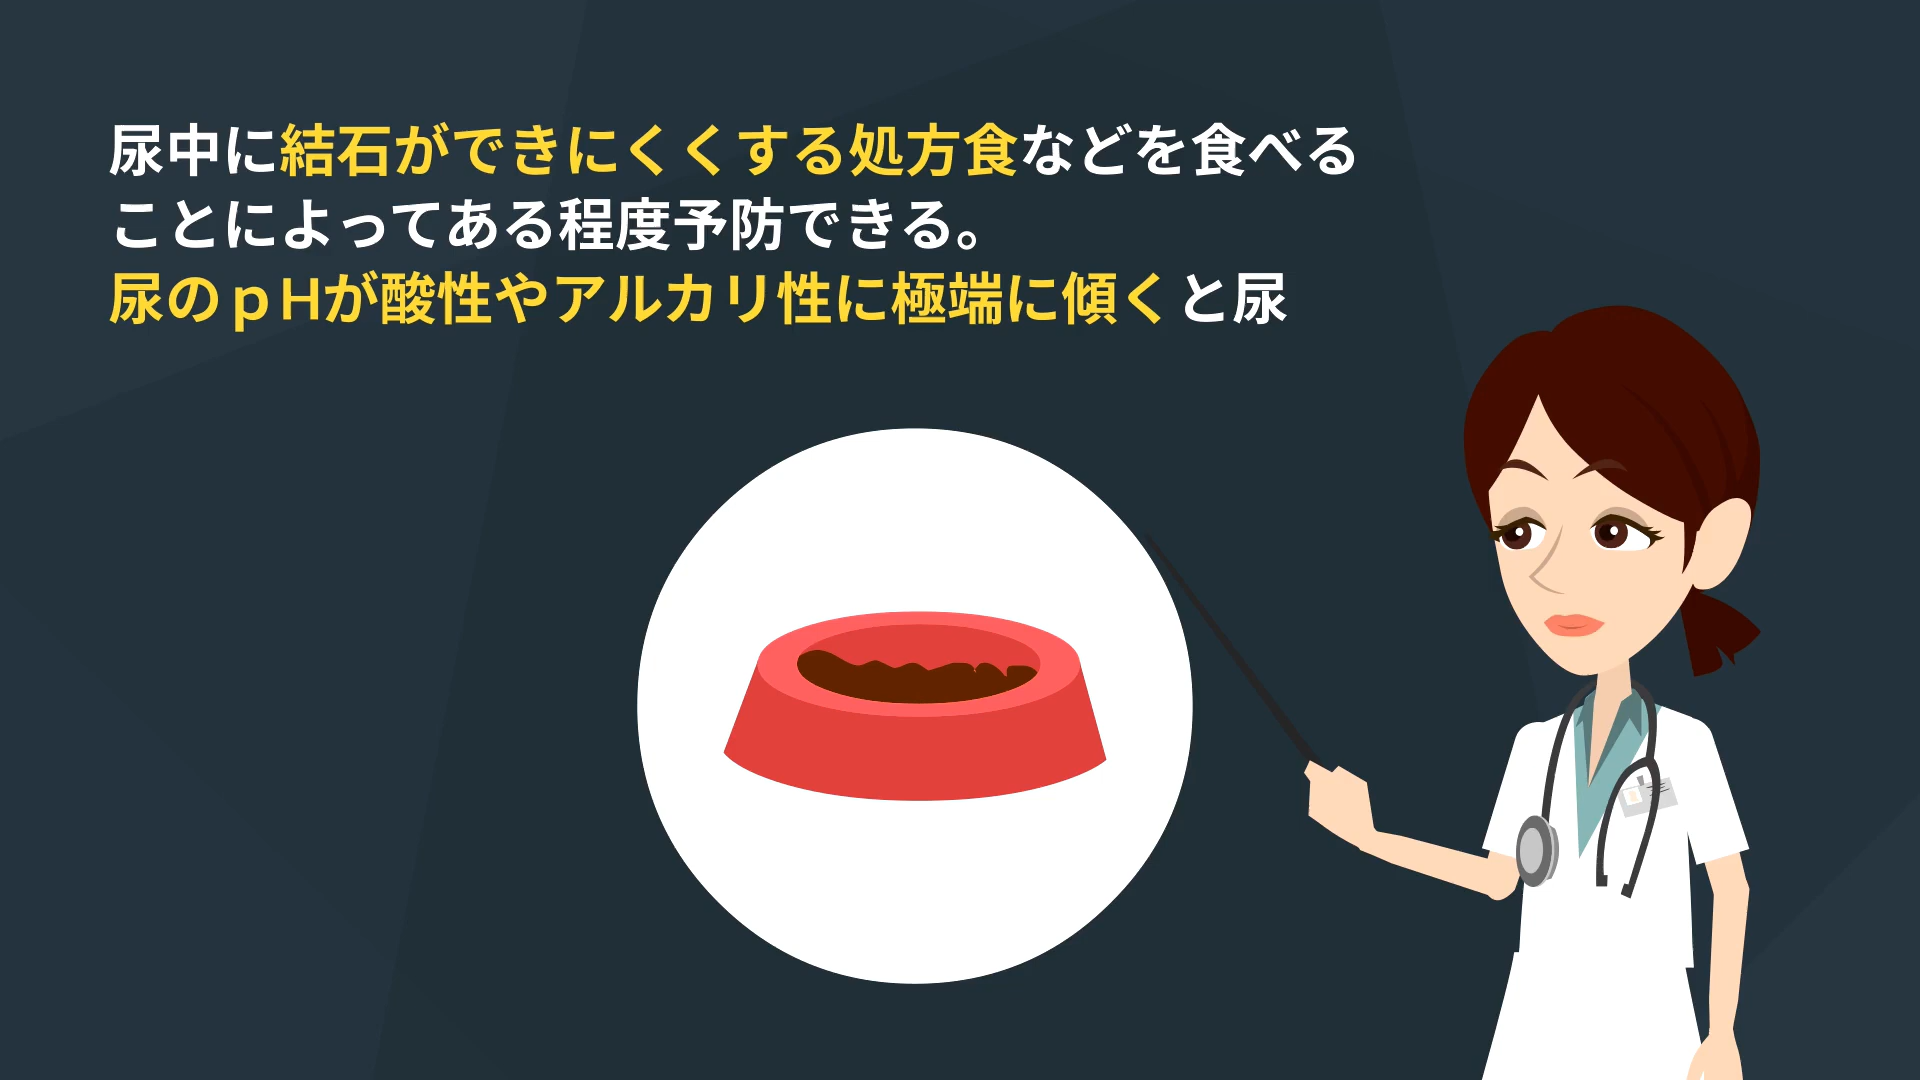 尿中に結石ができにくくする処方食などを食べる
ことによってある程度予防できる。
尿のｐHが酸性やアルカリ性に極端に傾くと尿